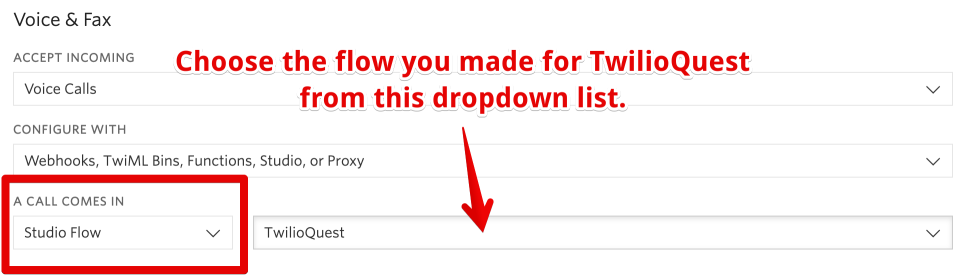 Voice & Fax
ACCEPT INCOMING
Choose the flow you made for TwilioQuest
from this dropdown list.
Voice Calls
CONFIGURE WITH
Webhooks, TwiML Bins, Functions, Studio, or Proxy
A CALL COMES IN
Studio Flow
TwilioQuest